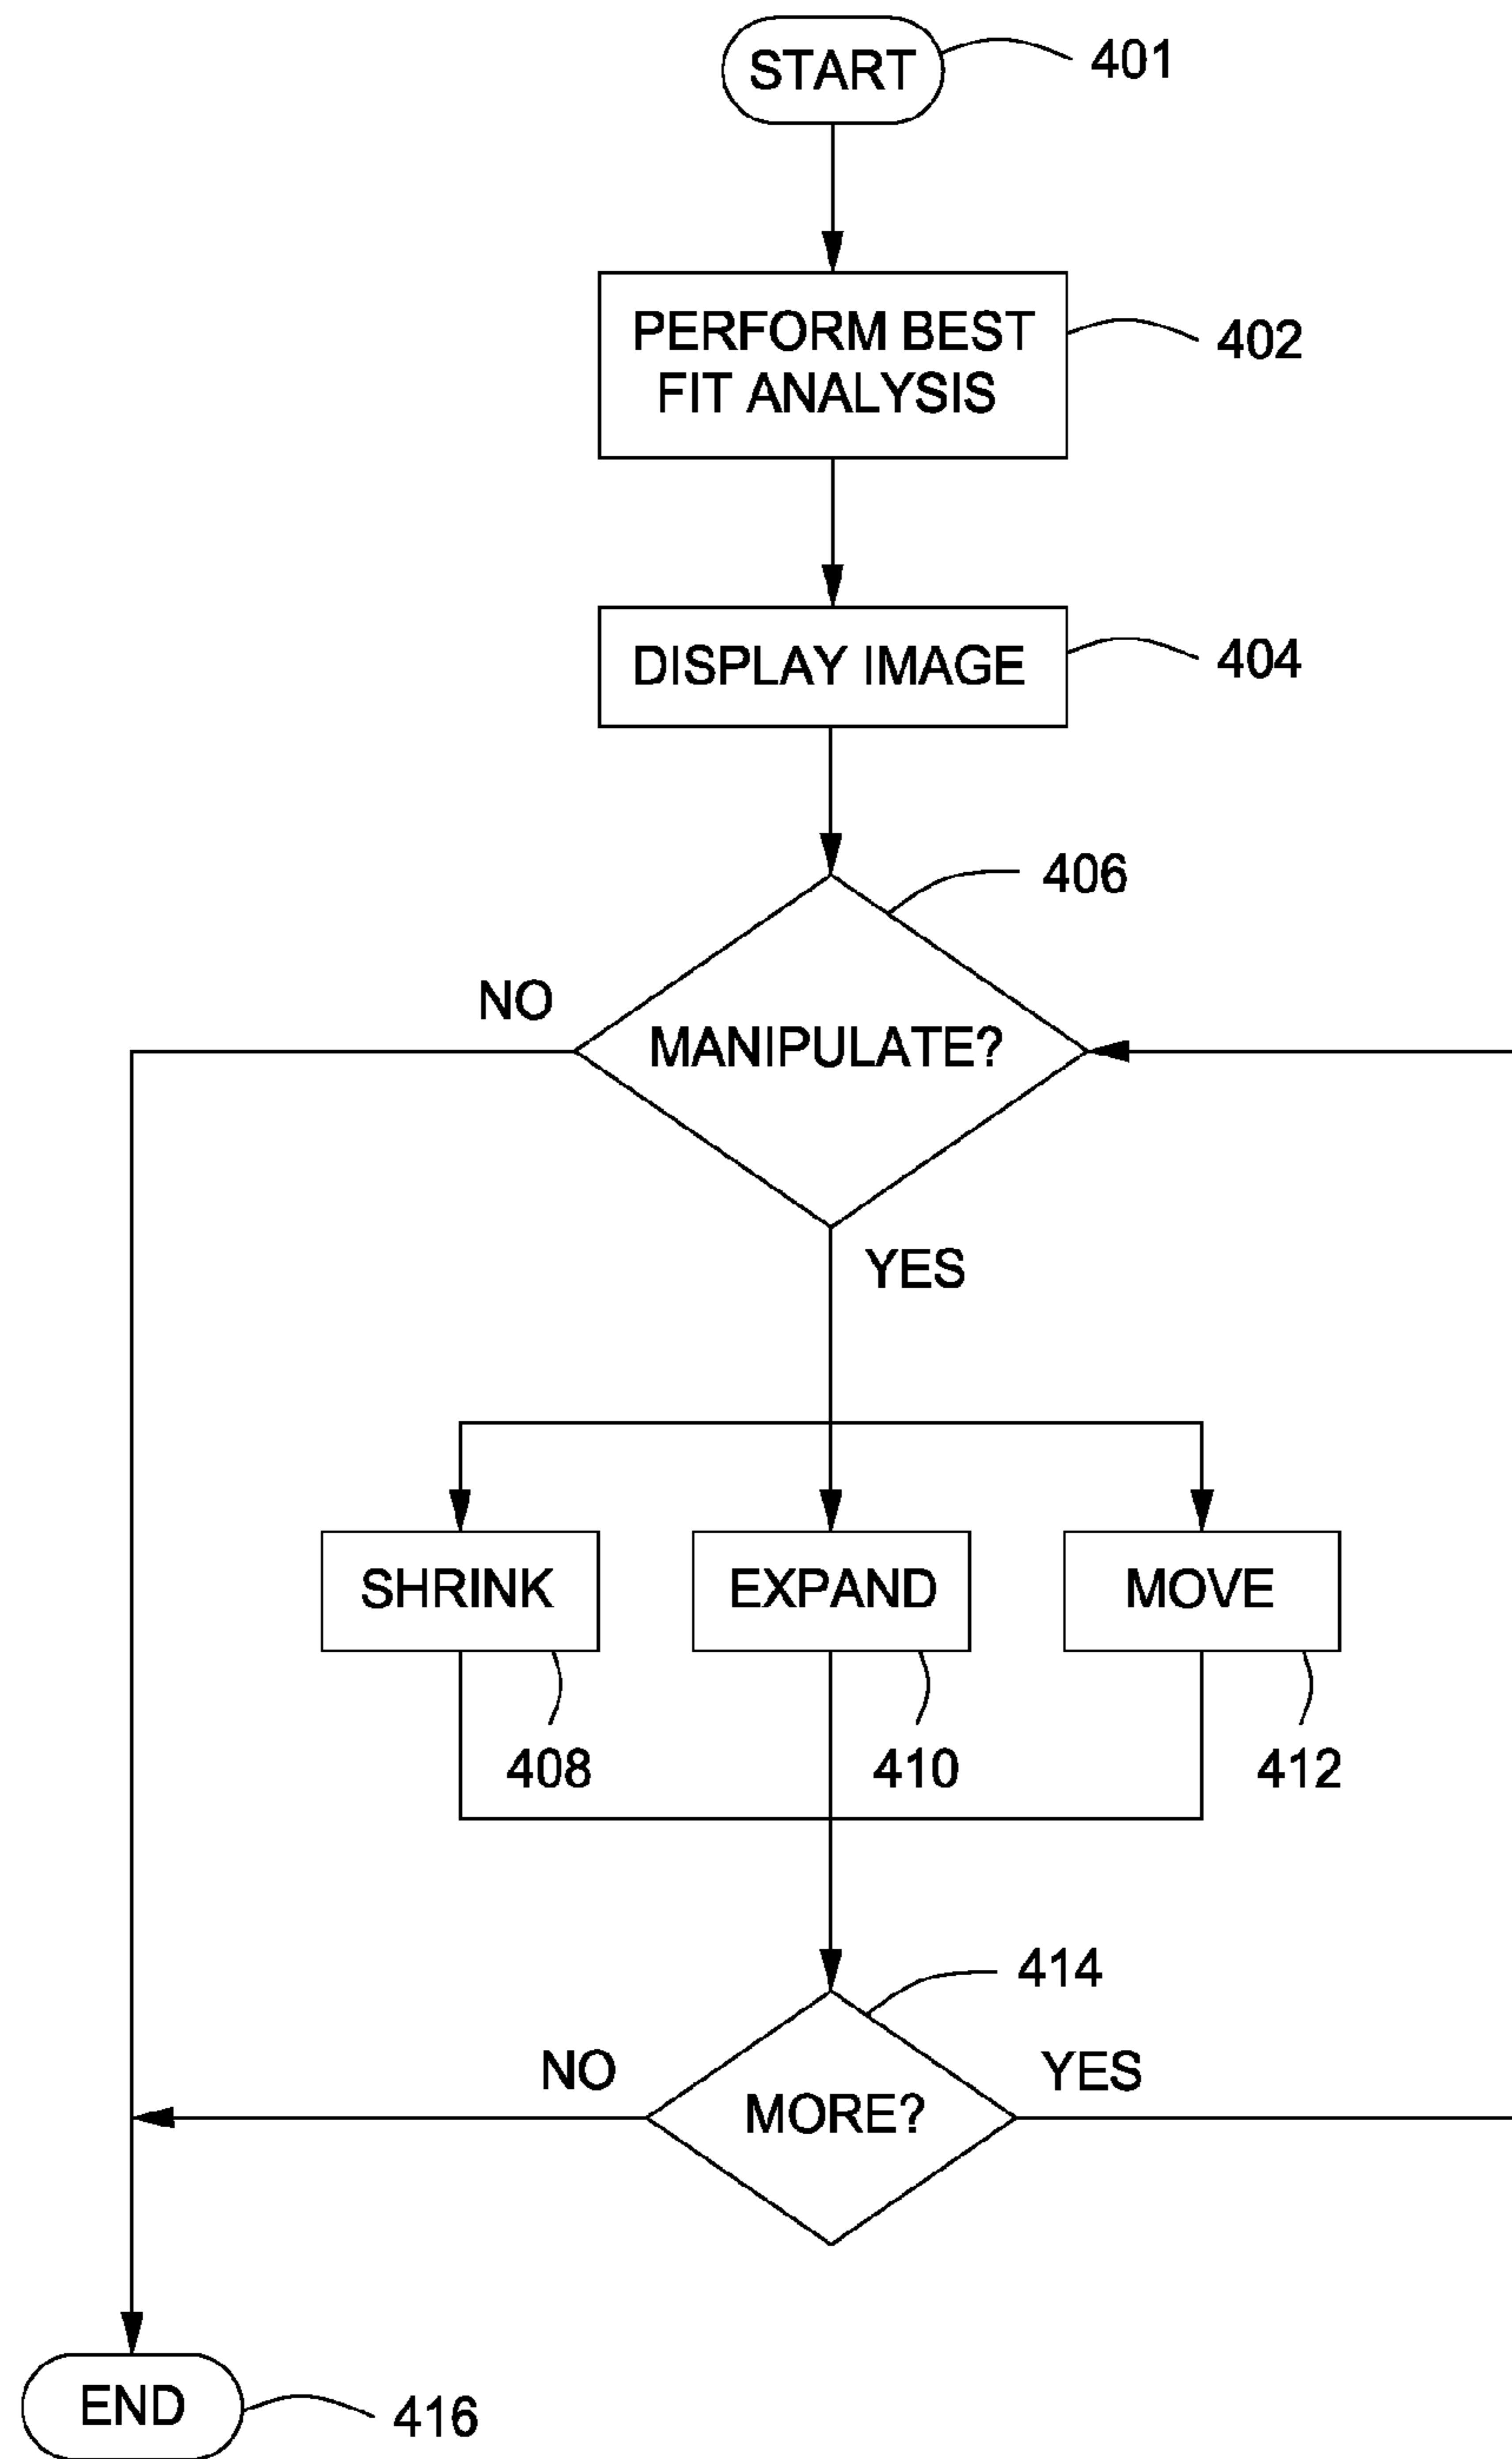 START
401
PERFORM BEST
FIT ANALYSIS
402
DISPLAY IMAGE
404
406
NO
MANIPULATE?
YES
SHRINK
EXPAND
MOVE
408
410
412
414
NO
YES
MORE?
END
416